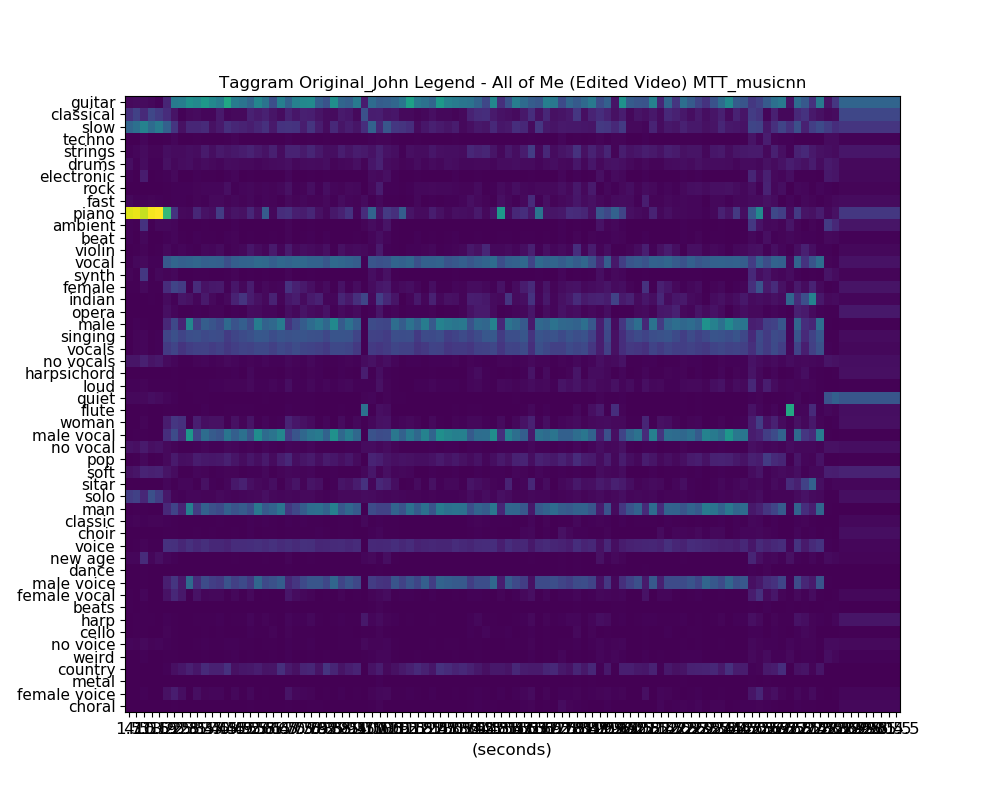 Taggram Original_John Legend - All of Me (Edited Video) MTT_musicnn
guitar
classical
slow
techno
strings
drums
electronic
rock
fast
piano
ambient
beat
violin
vocal
synth
female
indian
opera
male
singing
vocals
no vocals
harpsichord
loud
quiet
flute
woman
male vocal
no vocal
pop
soft
sitar
solo
man
classic
choir
voice
new age
dance
male voice
female vocal
beats
harp
cello
no voice
weird
country
metal
female voice
choral
(seconds)